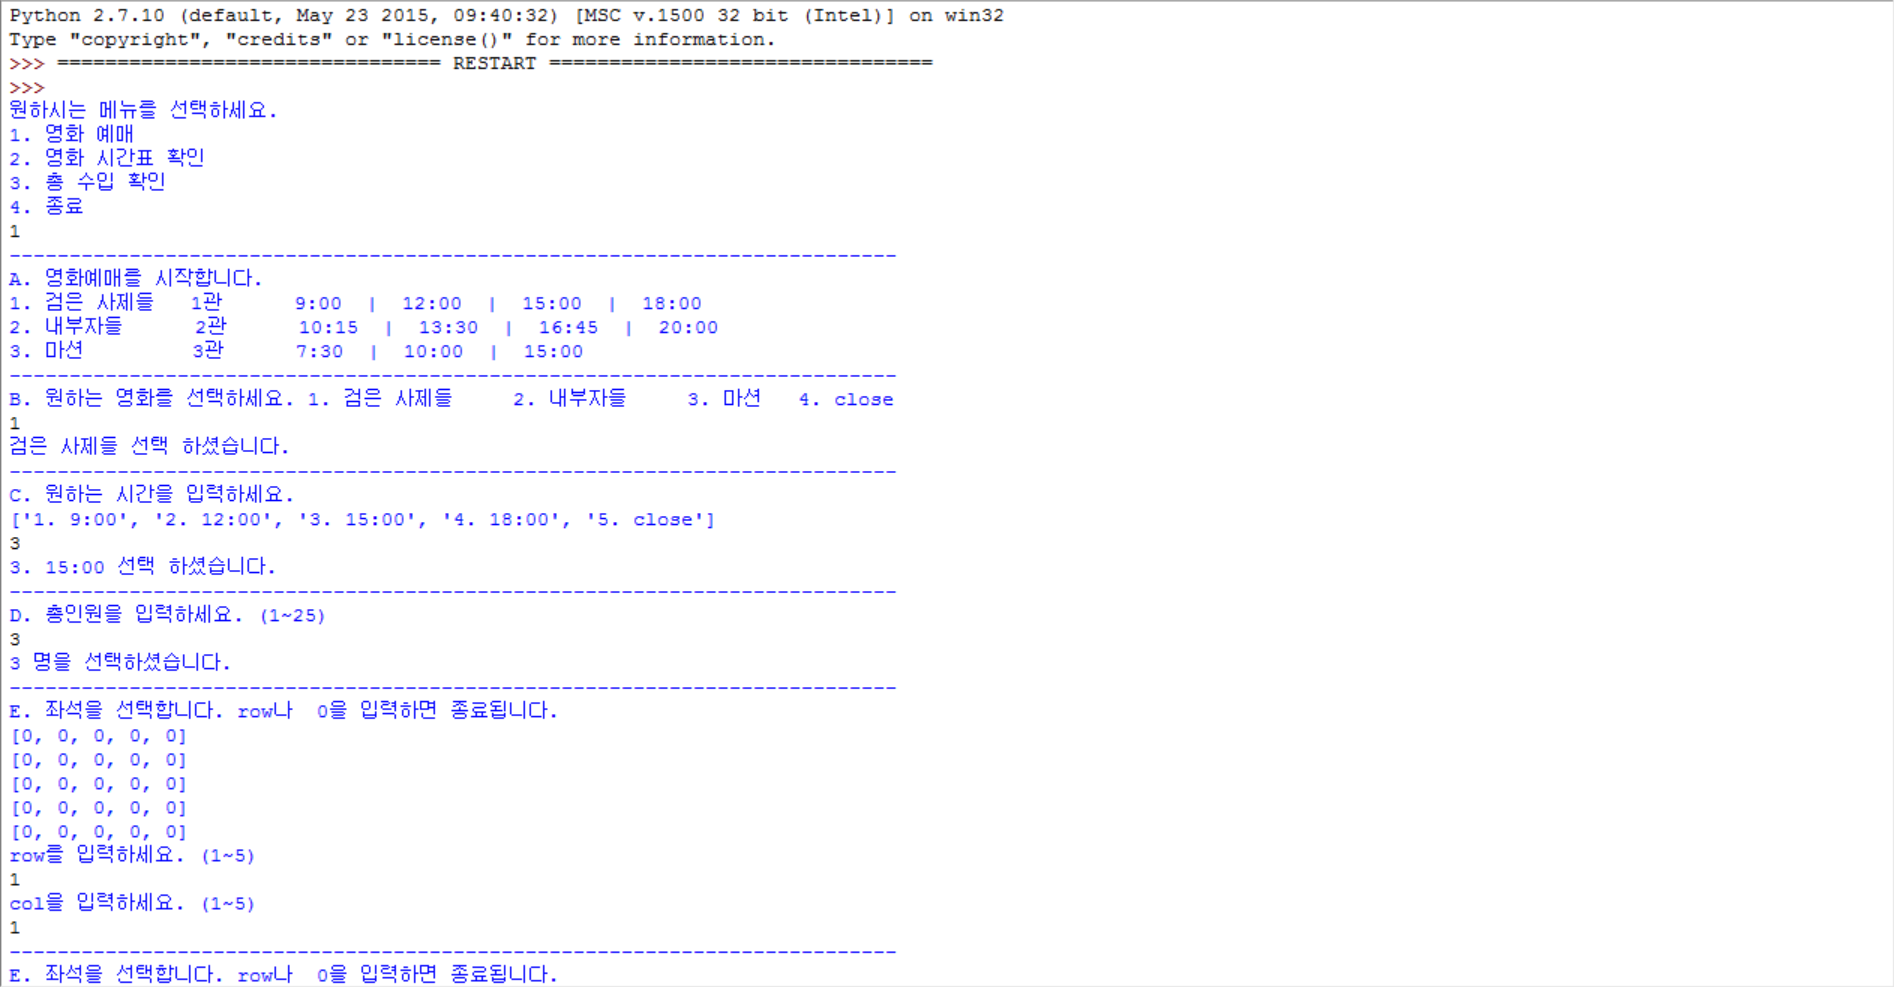 Python 2.7.10 (default, May 23 2015, 09:40:32) [MSC v.1500 32 bit (Intel)] on win32
Type "copyright", "credits" or "license()" for more information.
>>> ================================ RESTART ================================
>>>
원하시는 메뉴를 선택하세요.
1. 영화 예매
2. 영화 시간표 확인
3. 총 수입 확인
4. 종료
1
--------------------------------------------------------------------------
A. 영화예매를 시작합니다.
1. 검은 사제들   1관      9:00  |  12:00  |  15:00  |  18:00
2. 내부자들      2관      10:15  |  13:30  |  16:45  |  20:00
3. 마션         3관      7:30  |  10:00  |  15:00
--------------------------------------------------------------------------
B. 원하는 영화를 선택하세요. 1. 검은 사제들     2. 내부자들     3. 마션   4. close
1
검은 사제들 선택 하셨습니다.
--------------------------------------------------------------------------
C. 원하는 시간을 입력하세요.
['1. 9:00', '2. 12:00', '3. 15:00', '4. 18:00', '5. close']
3
3. 15:00 선택 하셨습니다.
--------------------------------------------------------------------------
D. 총인원을 입력하세요. (1~25)
3
3 명을 선택하셨습니다.
--------------------------------------------------------------------------
E. 좌석을 선택합니다. row나  0을 입력하면 종료됩니다.
[0, 0, 0, 0, 0]
[0, 0, 0, 0, 0]
[0, 0, 0, 0, 0]
[0, 0, 0, 0, 0]
[0, 0, 0, 0, 0]
row를 입력하세요. (1~5)
1
col을 입력하세요. (1~5)
1
--------------------------------------------------------------------------
E. 좌석을 선택합니다. row나  0을 입력하면 종료됩니다.